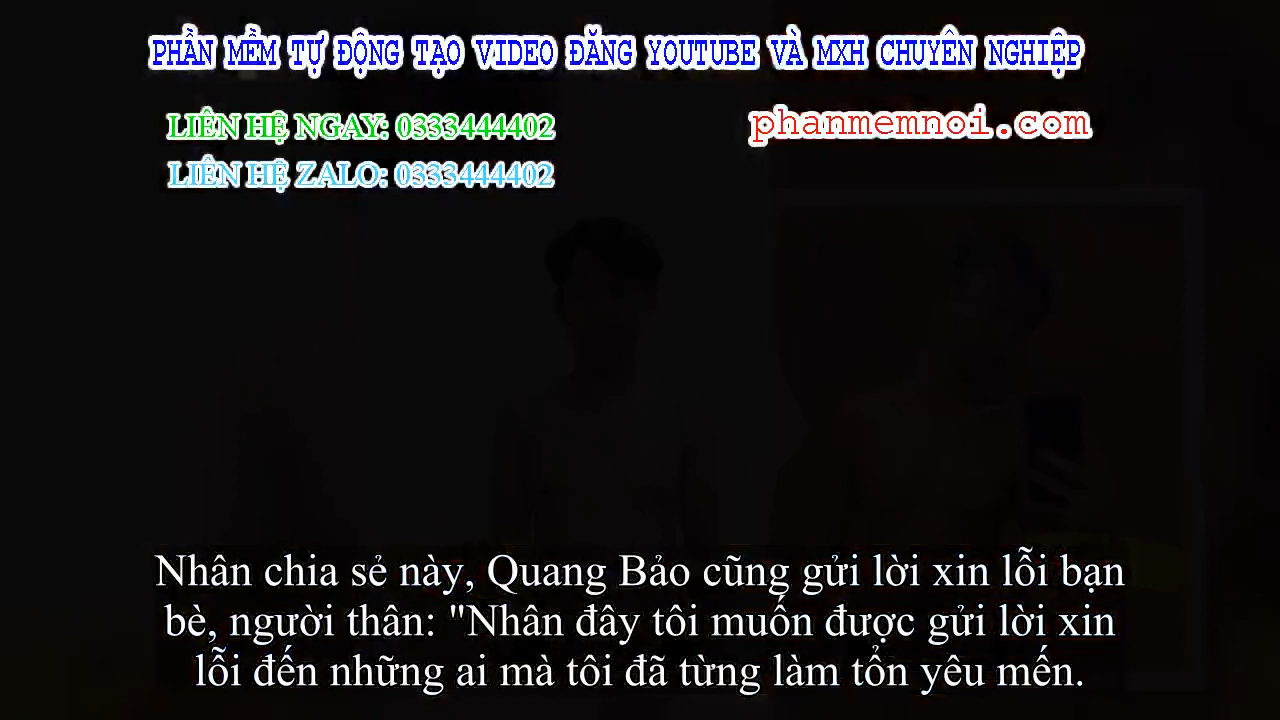 PHẦN MỀM TỰ ĐỘNG TẠO VIDEO ĐĂNG YOUTUBE VÀ MXH CHUYÊN NGHIỆP
LIÊN HỆ NGAY: 0333444402
phanmemnoi.com
LIÊN HỆ ZALO: 0333444402
Nhân chia sẻ này, Quang Bảo cũng gửi lời xin lỗi bạn
bè, người thân: "Nhân đây tôi muốn được gửi lời xin
lỗi đến những ai mà tôi đã từng làm tổn yêu mến.